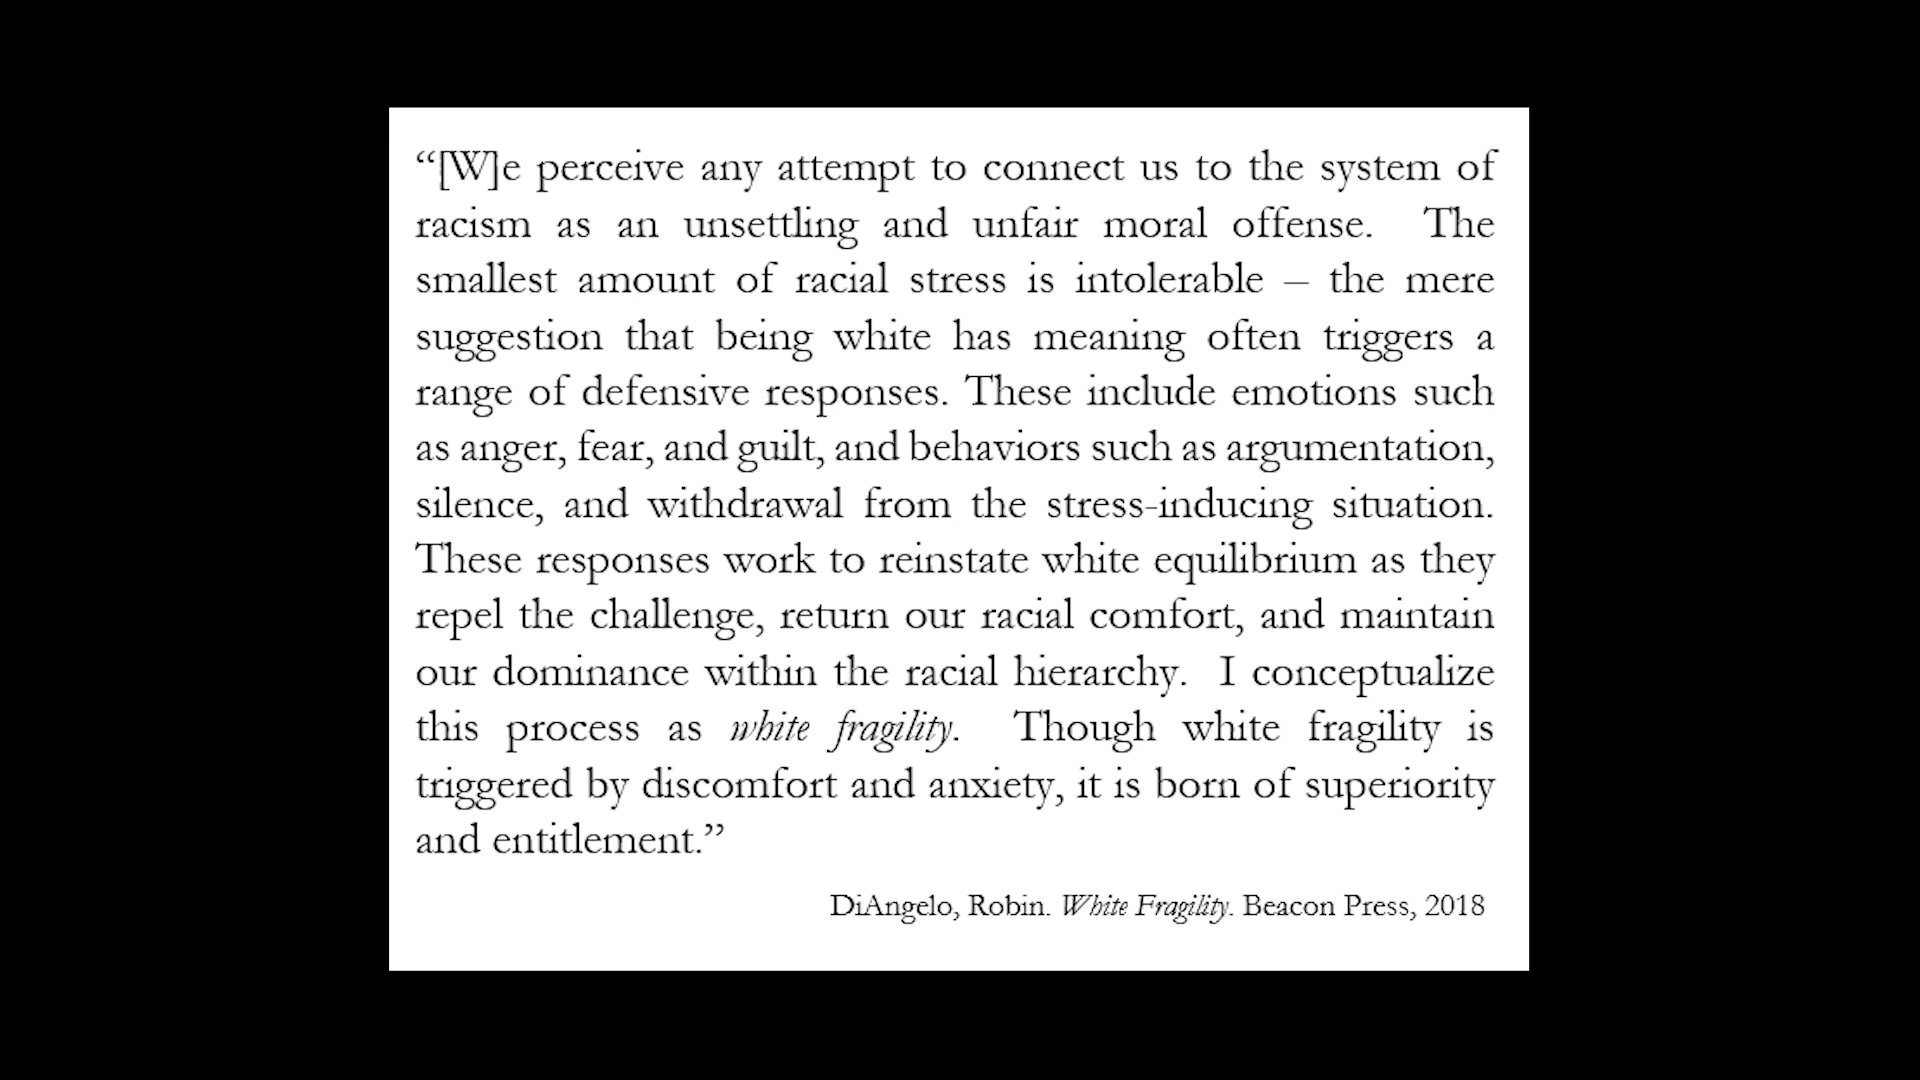 “[W]e perceive any attempt to connect us to the system of
racism as an unsettling and unfair moral offense.  The
smallest amount of racial stress is intolerable – the mere
suggestion that being white has meaning often triggers a
range of defensive responses. These include emotions such
as anger, fear, and guilt, and behaviors such as argumentation,
silence, and withdrawal from the stress-inducing situation.
These responses work to reinstate white equilibrium as they
repel the challenge, return our racial comfort, and maintain
our dominance within the racial hierarchy.  I conceptualize
this process as white fragility.  Though white fragility is
triggered by discomfort and anxiety, it is born of superiority
and entitlement.”
DiAngelo, Robin. White Fragility. Beacon Press, 2018